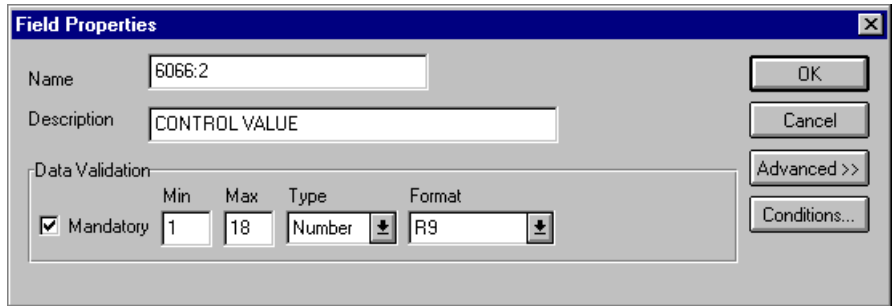 Field Properties
Name 6066:2 OK
Description CONTROL VALUE Cancel
Data Validation Advanced >>
Min Max Type Format
Mandatory 1 18 Number R9 Conditions...